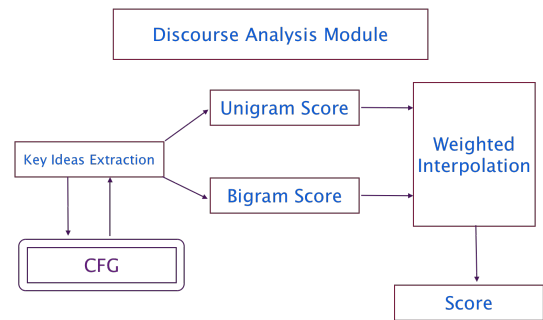 Discourse Analysis Module
Unigram Score
Key Ideas Extraction
Bigram Score
Weighted
Interpolation
CFG
Score